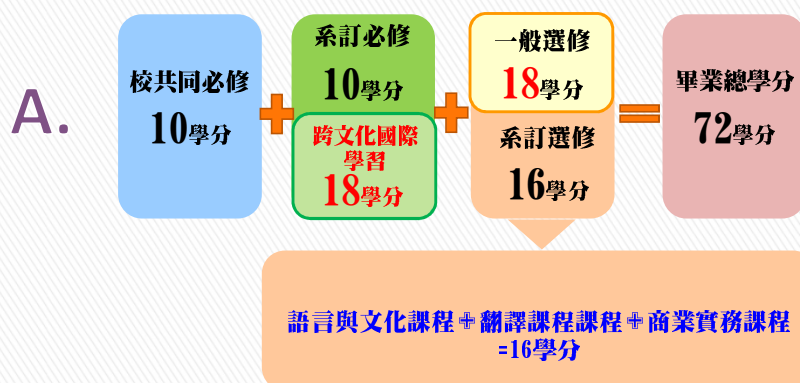 A.
校共同必修
10學分
+
系訂必修
10學分
跨文化國際
學習
18學分
+
一般選修
18學分
系訂選修
16學分
=
畢業總學分
72學分
語言與文化課程+翻譯課程課程+商業實務課程
=16學分